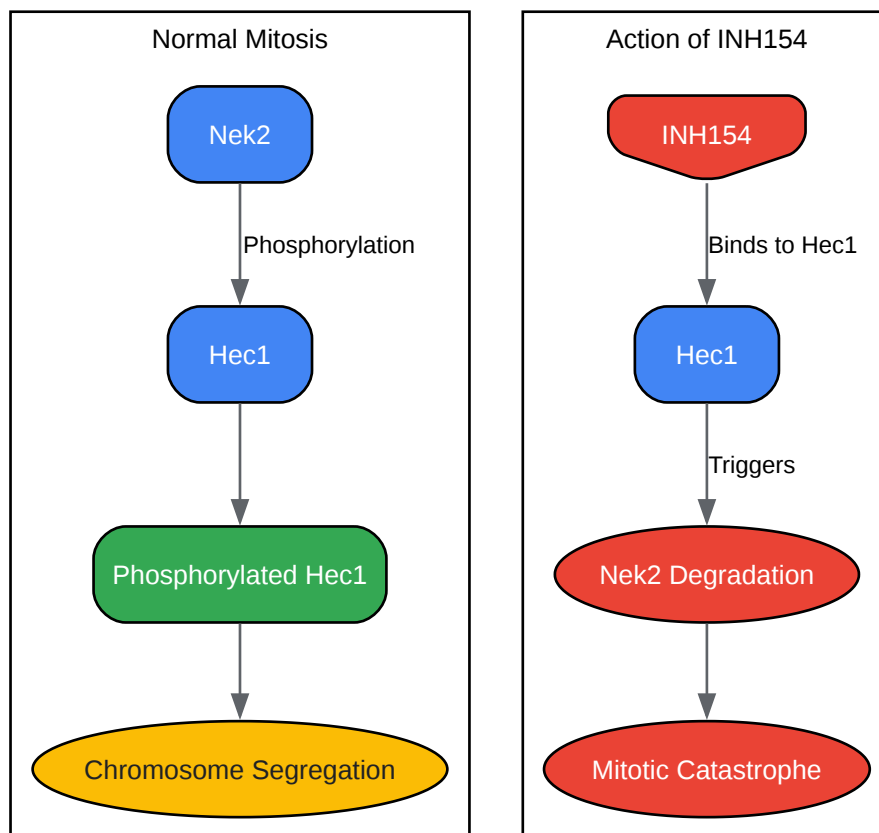 Normal Mitosis
Nek2
Phosphorylation
Hec1
Phosphorylated Hec1
Chromosome Segregation
Action of INH154
INH154
Binds to Hec1
Hec1
Triggers
Nek2 Degradation
Mitotic Catastrophe